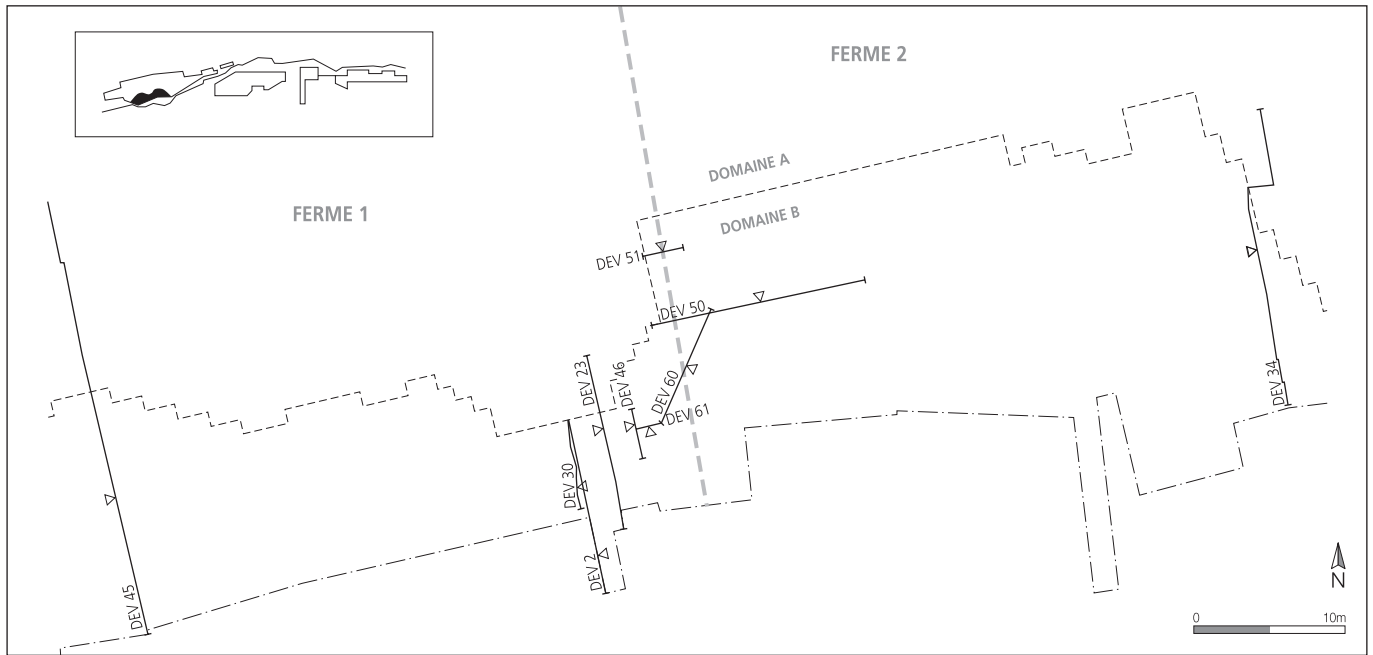 FERME 2
DOMAINE A
FERME 1
DOMAINE B
DEV 51
DEV 50
DEV 23
DEV 46
DEV 60
DEV 61
DEV 34
DEV 30
DEV 2
DEV 45
N
0 10m